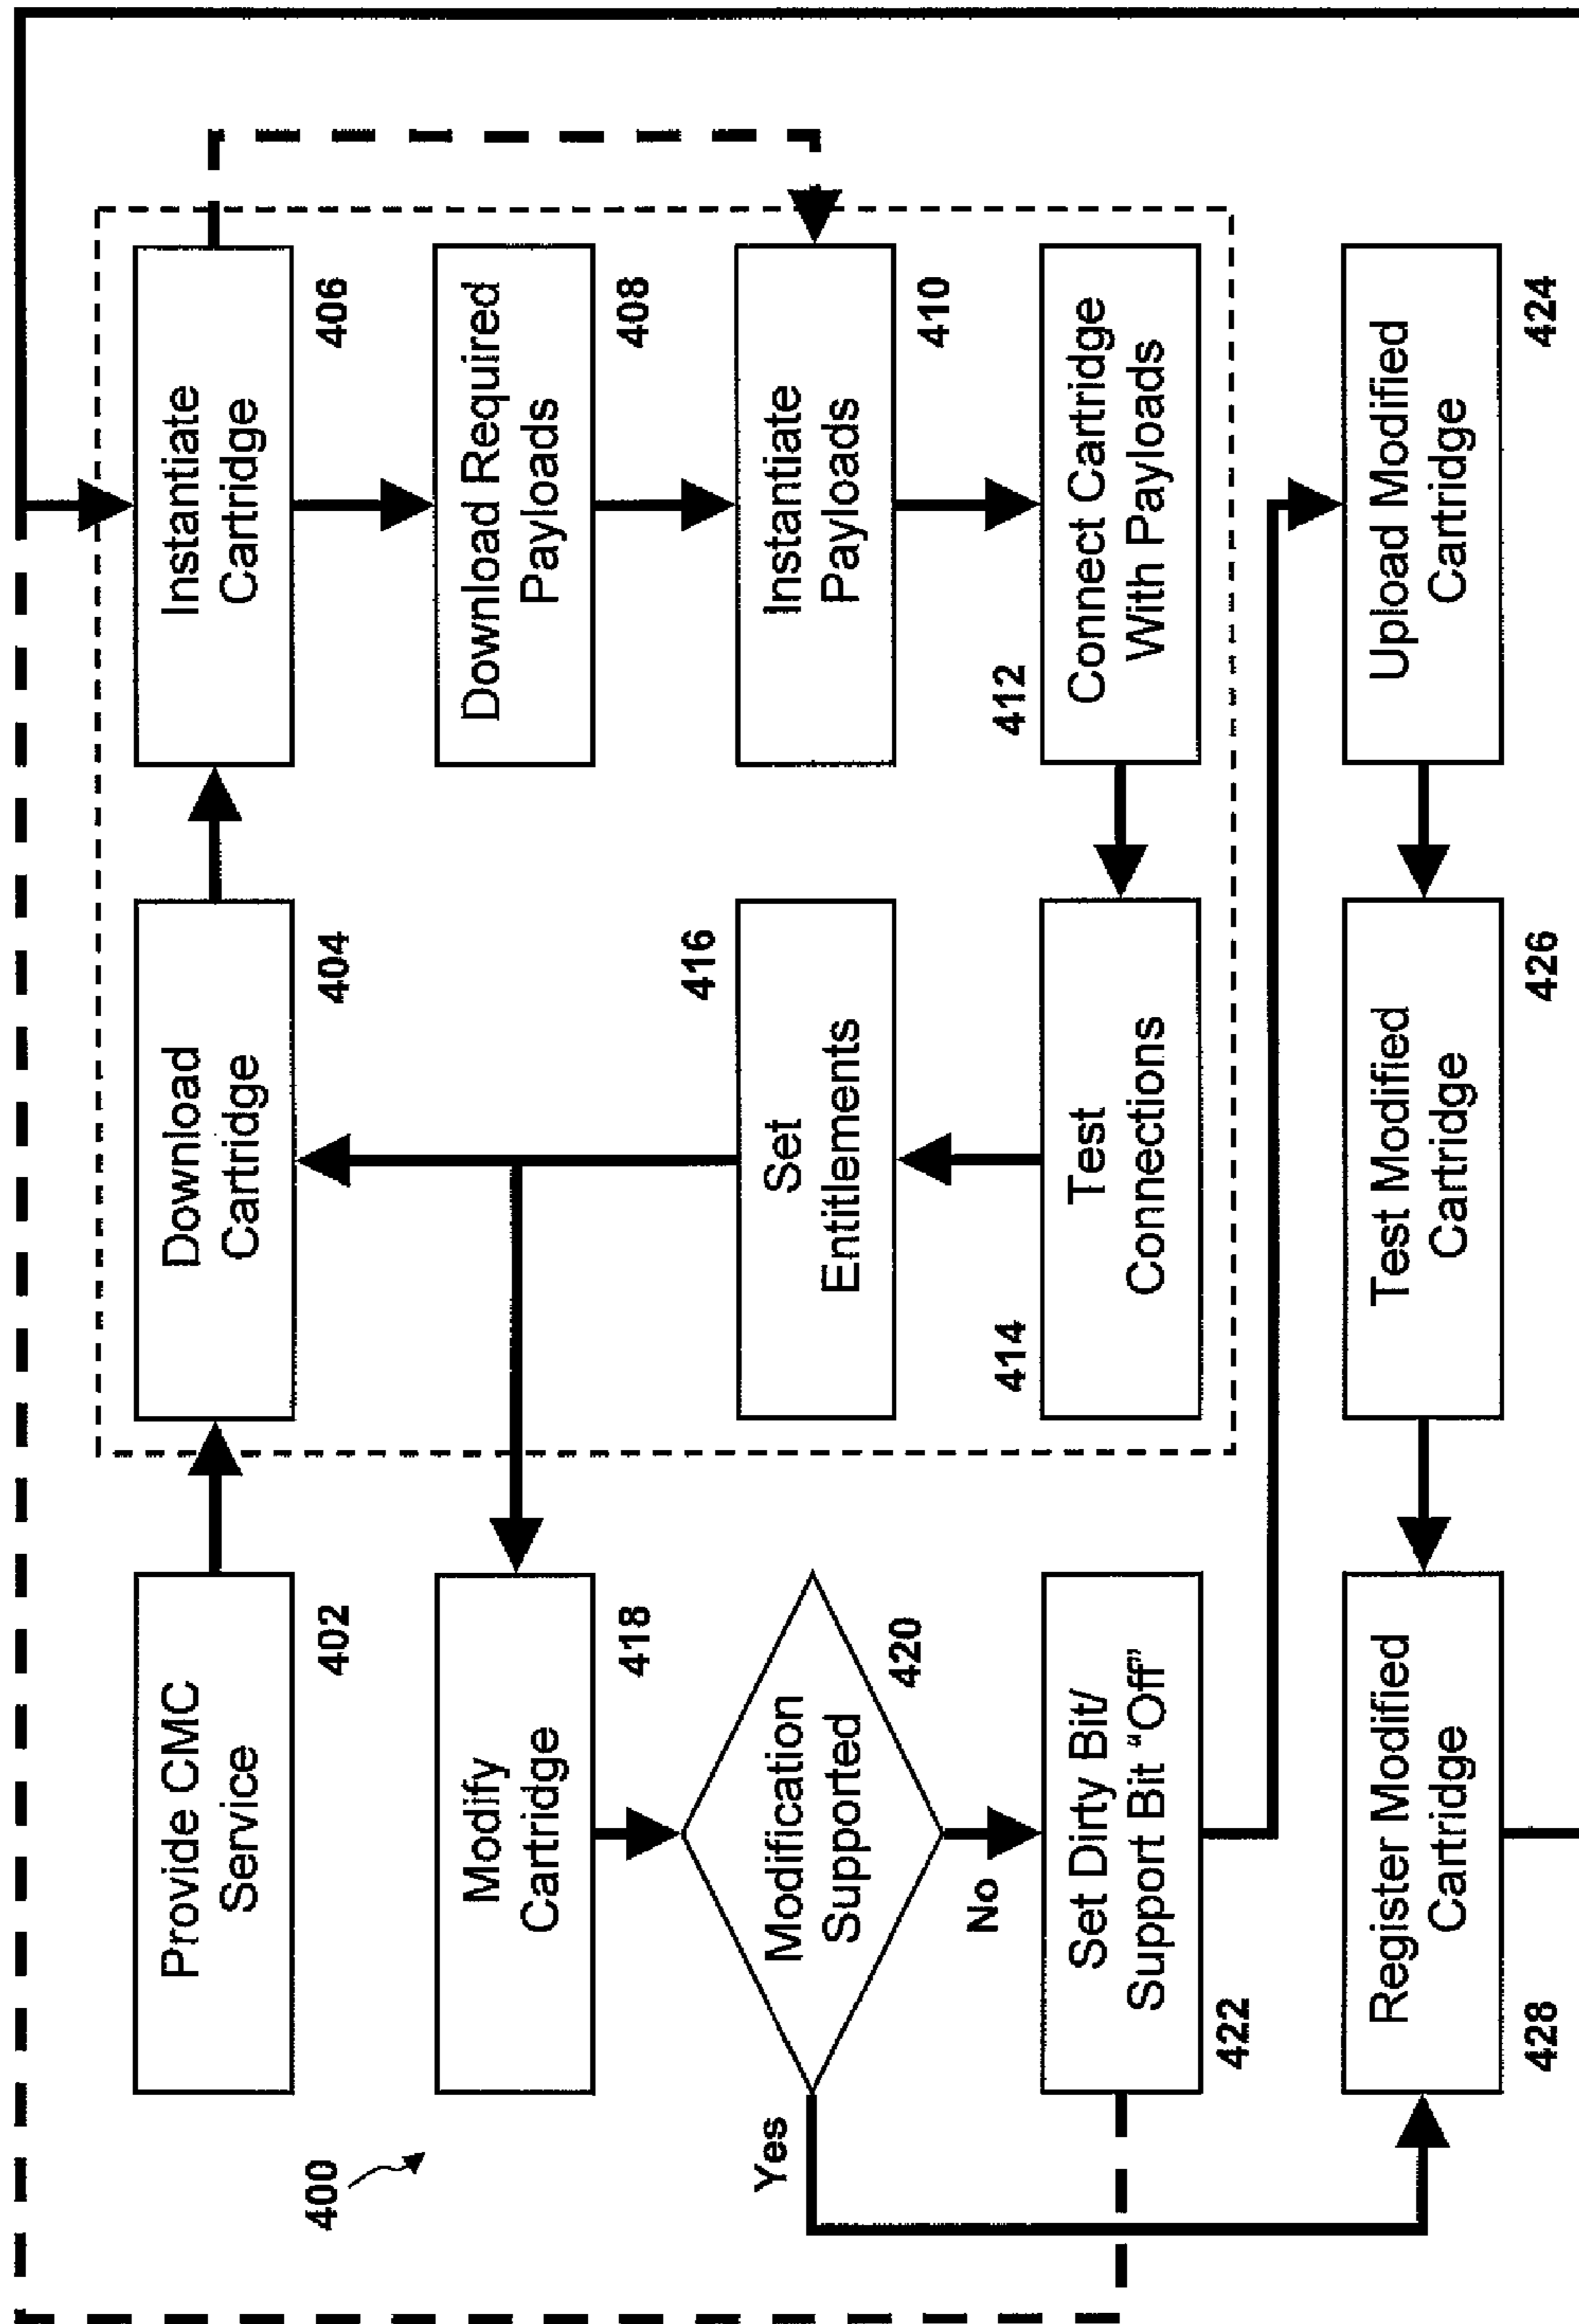 400
Provide CMC
Service
402
Download
Cartridge
404
Instantiate
Cartridge
406
Download Required
Payloads
408
Instantiate
Payloads
410
Connect Cartridge
With Payloads
412
Test
Connections
414
Set
Entitlements
416
Modify
Cartridge
418
Modification
Supported
420
Yes
No
Set Dirty Bit/
Support Bit “Off”
422
Upload Modified
Cartridge
424
Test Modified
Cartridge
426
Register Modified
Cartridge
428